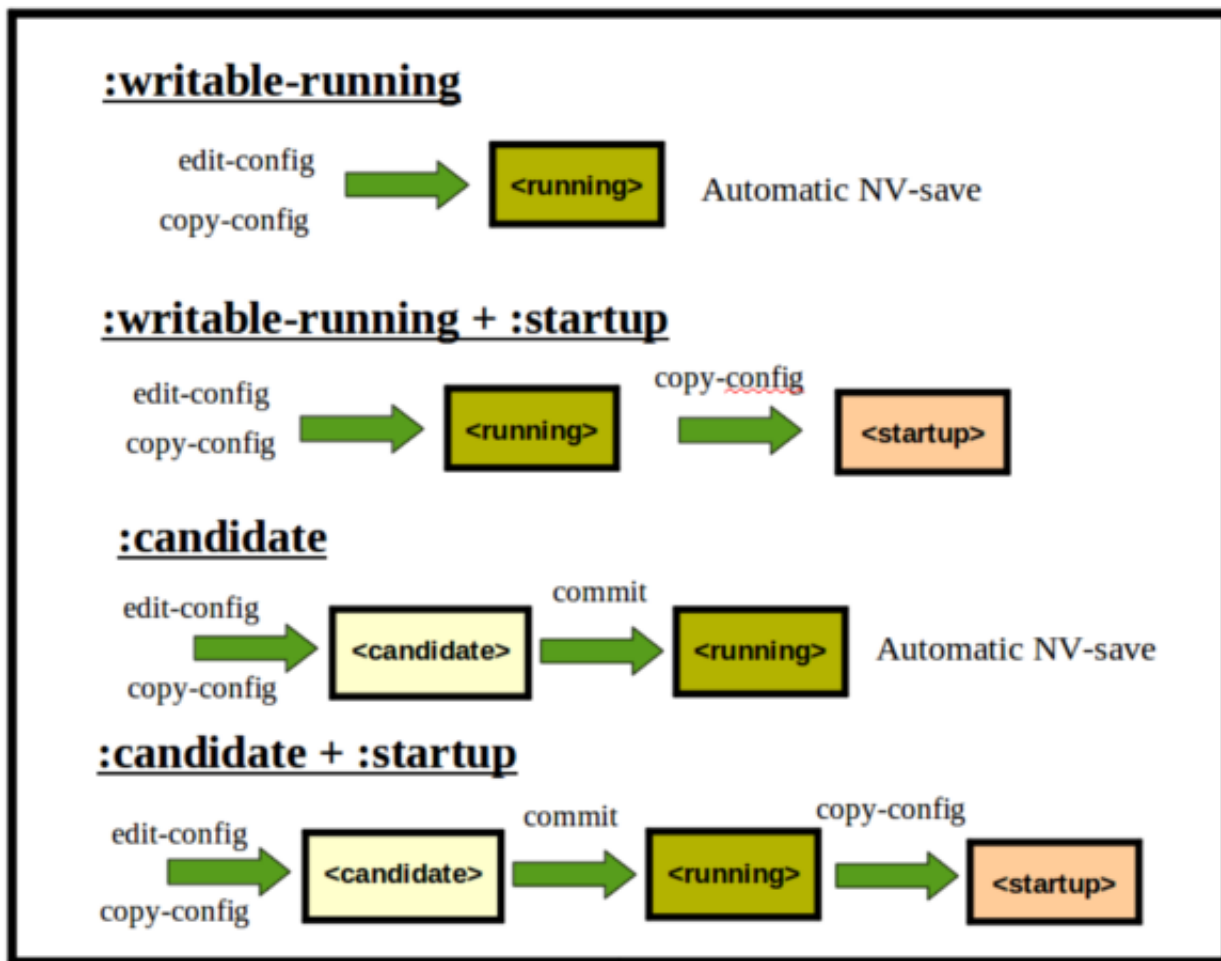 :writable-running
edit-config
<running>
Automatic NV-save
copy-config
:writable-running + :startup
copy-config
edit-config
<running>
<startup>
copy-config
:candidate
commit
edit-config
<candidate>
<running>
Automatic NV-save
copy-config
:candidate + :startup
commit
copy-config
edit-config
<candidate>
<running>
<startup>
copy-config